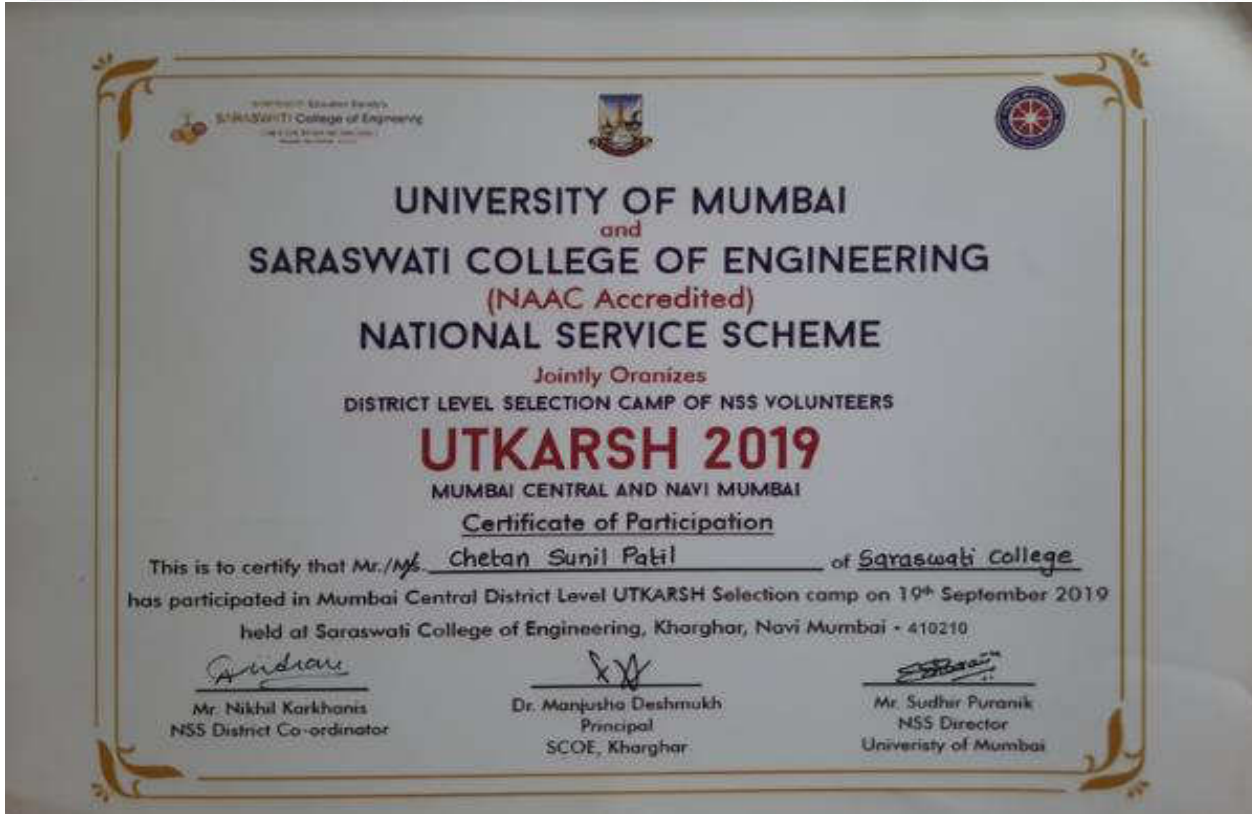 SARASWATI College of Engineering
UNIVERSITY OF MUMBAI
and
SARASWATI COLLEGE OF ENGINEERING
(NAAC Accredited)
NATIONAL SERVICE SCHEME
Jointly Oranizes
DISTRICT LEVEL SELECTION CAMP OF NSS VOLUNTEERS
UTKARSH 2019
MUMBAI CENTRAL AND NAVI MUMBAI
Certificate of Participation
This is to certify that Mr./Ms. Chetan Sunil Patil of Saraswati College
has participated in Mumbai Central District Level UTKARSH Selection camp on 19th September 2019
held at Saraswati College of Engineering, Kharghar, Navi Mumbai - 410210
Mr. Nikhil Karkhanis
NSS District Co-ordinator
Dr. Manjusha Deshmukh
Principal
SCOE, Kharghar
Mr. Sudhir Puranik
NSS Director
Univeristy of Mumbai